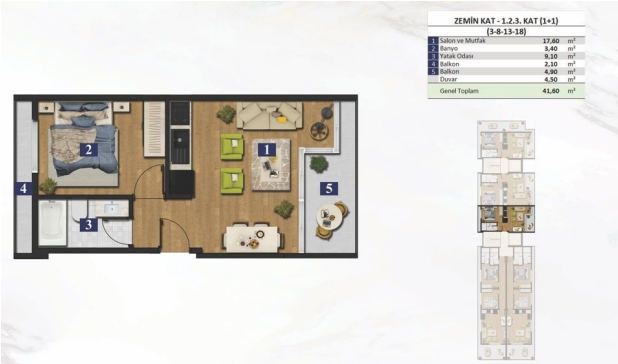 ZEMİN KAT - 1.2.3. KAT (1+1)
(3-8-13-18)
1 Salon ve Mutfak 17,60 m²
2 Banyo 3,40 m²
3 Yatak Odası 9,10 m²
4 Balkon 2,10 m²
5 Balkon 4,90 m²
Duvar 4,50 m²
Genel Toplam 41,60 m²
2
1
4
5
3